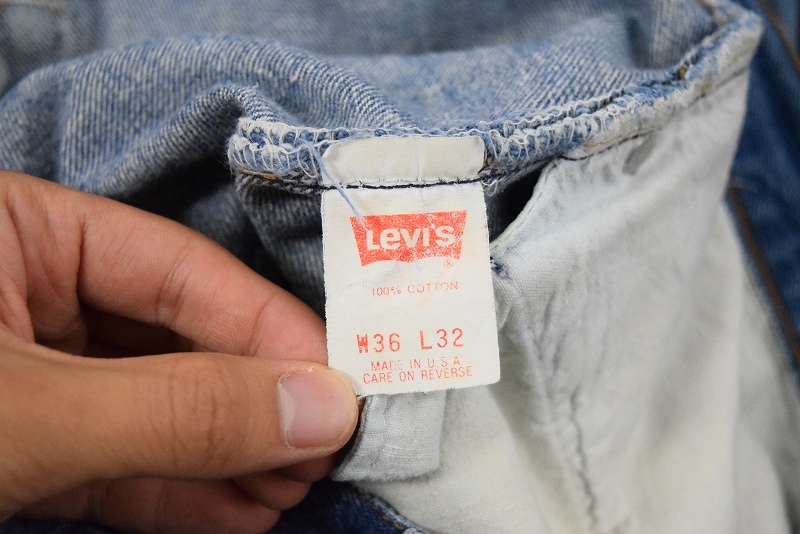 LEVI'S
®
100% COTTON
W36 L32
MADE IN U.S.A
CARE ON REVERSE